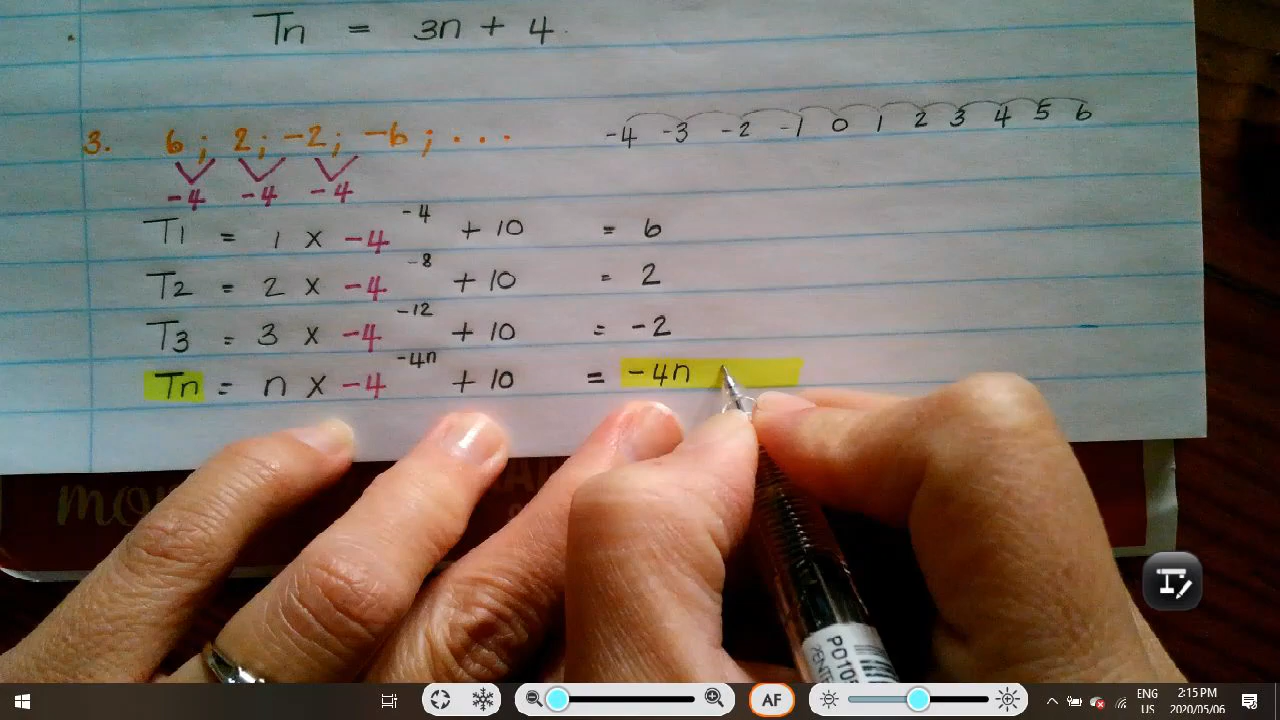 Tn = 3n + 4
3. 6 ; 2 ; -2 ; -6 ; ...
-4 -3 -2 -1 0 1 2 3 4 5 6
-4 -4 -4
-4
T1 = 1 x -4 + 10 = 6
-8
T2 = 2 x -4 + 10 = 2
-12
T3 = 3 x -4 + 10 = -2
-4n
Tn = n x -4 + 10 = -4n
AF
ENG
US
2:15 PM
2020/05/06